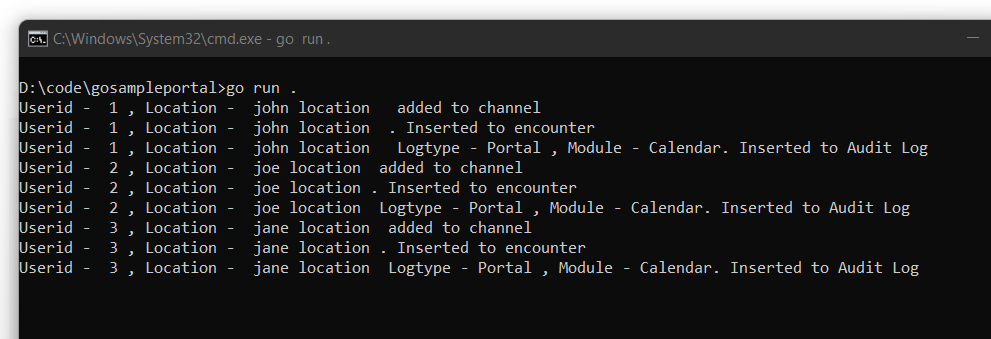 C:\Windows\System32\cmd.exe - go  run .
D:\code\gosampleportal>go run .
Userid -  1 , Location -  john location   added to channel
Userid -  1 , Location -  john location  . Inserted to encounter
Userid -  1 , Location -  john location   Logtype - Portal , Module - Calendar. Inserted to Audit Log
Userid -  2 , Location -  joe location  added to channel
Userid -  2 , Location -  joe location . Inserted to encounter
Userid -  2 , Location -  joe location  Logtype - Portal , Module - Calendar. Inserted to Audit Log
Userid -  3 , Location -  jane location  added to channel
Userid -  3 , Location -  jane location . Inserted to encounter
Userid -  3 , Location -  jane location  Logtype - Portal , Module - Calendar. Inserted to Audit Log